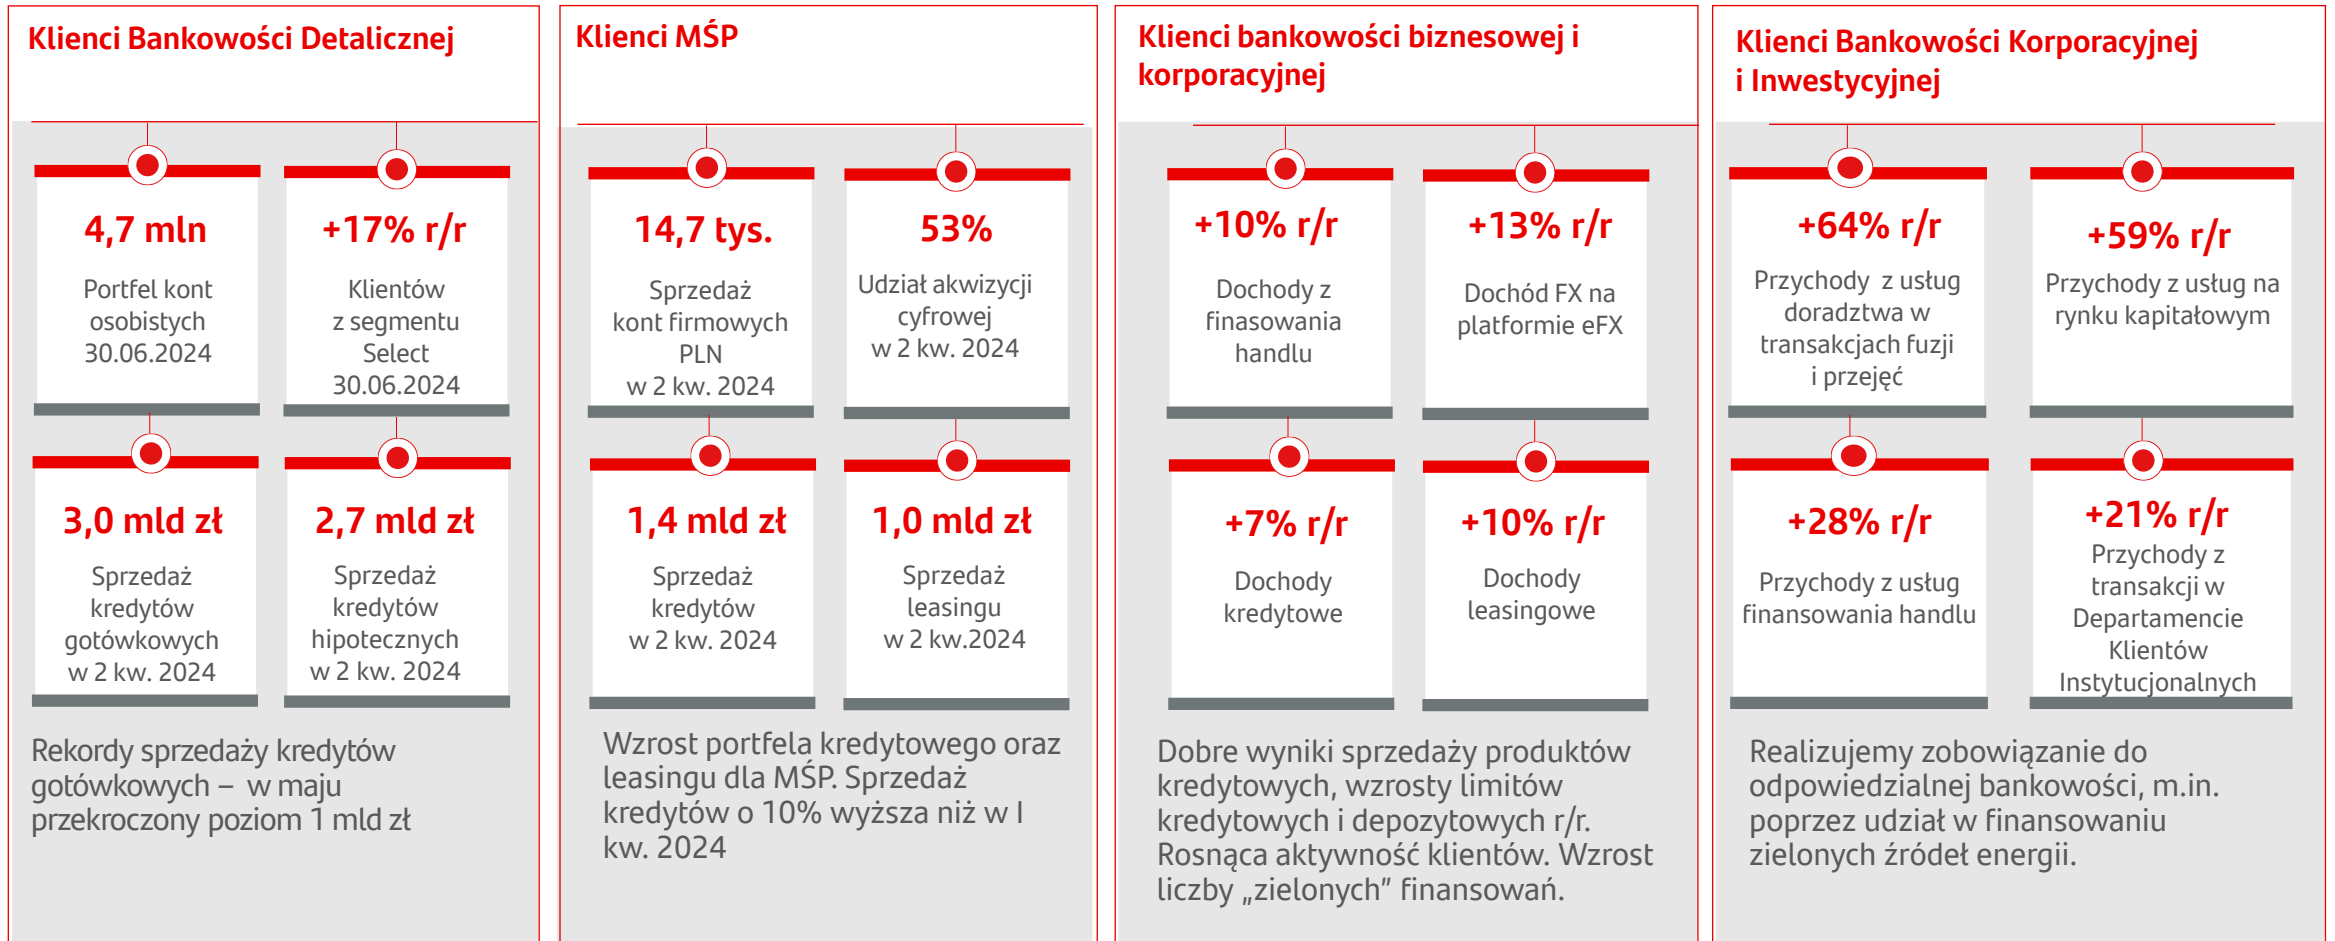 Klienci Bankowości Detalicznej
4,7 mln
Portfel kont
osobistych
30.06.2024
+17% r/r
Klientów
z segmentu
Select
30.06.2024
3,0 mld zł
Sprzedaż
kredytów
gotówkowych
w 2 kw. 2024
2,7 mld zł
Sprzedaż
kredytów
hipotecznych
w 2 kw. 2024
Rekordy sprzedaży kredytów
gotówkowych – w maju
przekroczony poziom 1 mld zł
Klienci MŚP
14,7 tys.
Sprzedaż
kont firmowych
PLN
w 2 kw. 2024
53%
Udział akwizycji
cyfrowej
w 2 kw. 2024
1,4 mld zł
Sprzedaż
kredytów
w 2 kw. 2024
1,0 mld zł
Sprzedaż
leasingu
w 2 kw.2024
Wzrost portfela kredytowego oraz
leasingu dla MŚP. Sprzedaż
kredytów o 10% wyższa niż w I
kw. 2024
Klienci bankowości biznesowej i
korporacyjnej
+10% r/r
Dochody z
finasowania
handlu
+13% r/r
Dochód FX na
platformie eFX
+7% r/r
Dochody
kredytowe
+10% r/r
Dochody
leasingowe
Dobre wyniki sprzedaży produktów
kredytowych, wzrosty limitów
kredytowych i depozytowych r/r.
Rosnąca aktywność klientów. Wzrost
liczby „zielonych” finansowań.
Klienci Bankowości Korporacyjnej
i Inwestycyjnej
+64% r/r
Przychody z usług
doradztwa w
transakcjach fuzji
i przejęć
+59% r/r
Przychody z usług na
rynku kapitałowym
+28% r/r
Przychody z usług
finansowania handlu
+21% r/r
Przychody z
transakcji w
Departamencie
Klientów
Instytucjonalnych
Realizujemy zobowiązanie do
odpowiedzialnej bankowości, m.in.
poprzez udział w finansowaniu
zielonych źródeł energii.